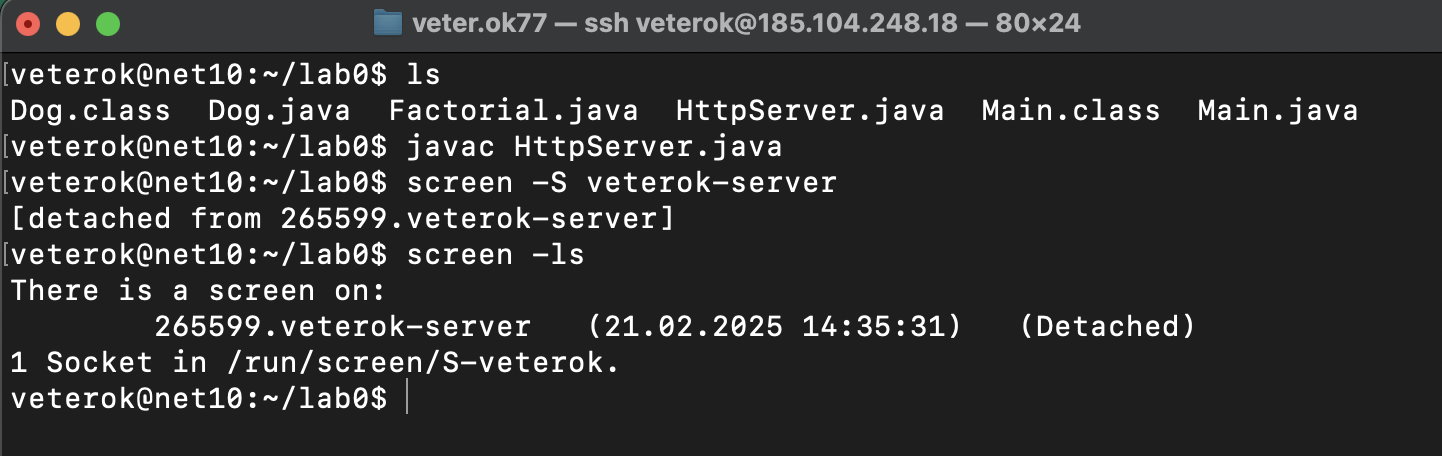 veter.ok77 — ssh veterok@185.104.248.18 — 80×24
[veterok@net10:~/lab0$ ls
Dog.class  Dog.java  Factorial.java  HttpServer.java  Main.class  Main.java
[veterok@net10:~/lab0$ javac HttpServer.java
[veterok@net10:~/lab0$ screen -S veterok-server
[detached from 265599.veterok-server]
[veterok@net10:~/lab0$ screen -ls
There is a screen on:
        265599.veterok-server   (21.02.2025 14:35:31)   (Detached)
1 Socket in /run/screen/S-veterok.
veterok@net10:~/lab0$